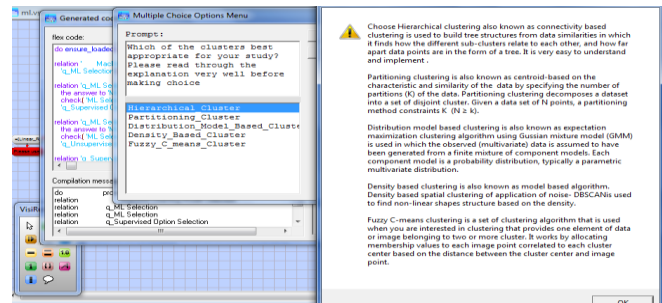 ml.vr
Generated cod
flex code:
do ensure_loaded
relation '
'q_ML Selection
relation 'q_ML Se
the answer to 'M
check( 'ML Sel
'q_Supervised O
relation 'q_ML Se
the answer to 'M
check( 'ML Sel
'q_Unsupervise
relation 'q_Superv
Compilation messa
do
relation
relation q_ML Selection
relation q_ML Selection
relation q_Supervised Option Selection
VisiR
Multiple Choice Options Menu
Prompt:
Which of the clusters best
appropriate for your study?
Please read through the
explanation very well before
making choice
Hierarchical_Cluster
Partitioning_Cluster
Distribution_Model_Based_Cluste
Density_Based_Cluster
Fuzzy_C_means_Cluster
Choose Hierarchical clustering also known as connectivity based
clustering is used to build tree structures from data similarities in which
it finds how the different sub-clusters relate to each other, and how far
apart data points are in the form of a tree. It is very easy to understand
and implement .
Partitioning clustering is also known as centroid-based on the
characteristic and similarity of the data by specifying the number of
partitions (K) of the data. Partitioning clustering decomposes a dataset
into a set of disjoint cluster. Given a data set of N points, a partitioning
method constraints K (N ≥ k).
Distribution model based clustering is also known as expectation
maximization clustering algorithm using Gussian mixture model (GMM)
is used in which the observed (multivariate) data is assumed to have
been generated from a finite mixture of component models. Each
component model is a probability distribution, typically a parametric
multivariate distribution.
Density based clustering is also known as model based algorithm.
Density based spatial clustering of application of noise- DBSCANis used
to find non-linear shapes structure based on the density.
Fuzzy C-means clustering is a set of clustering algorithm that is used
when you are interested in clustering that provides one element of data
or image belonging to two or more cluster. It works by allocating
membership values to each image point correlated to each cluster
center based on the distance between the cluster center and image
point.
OK